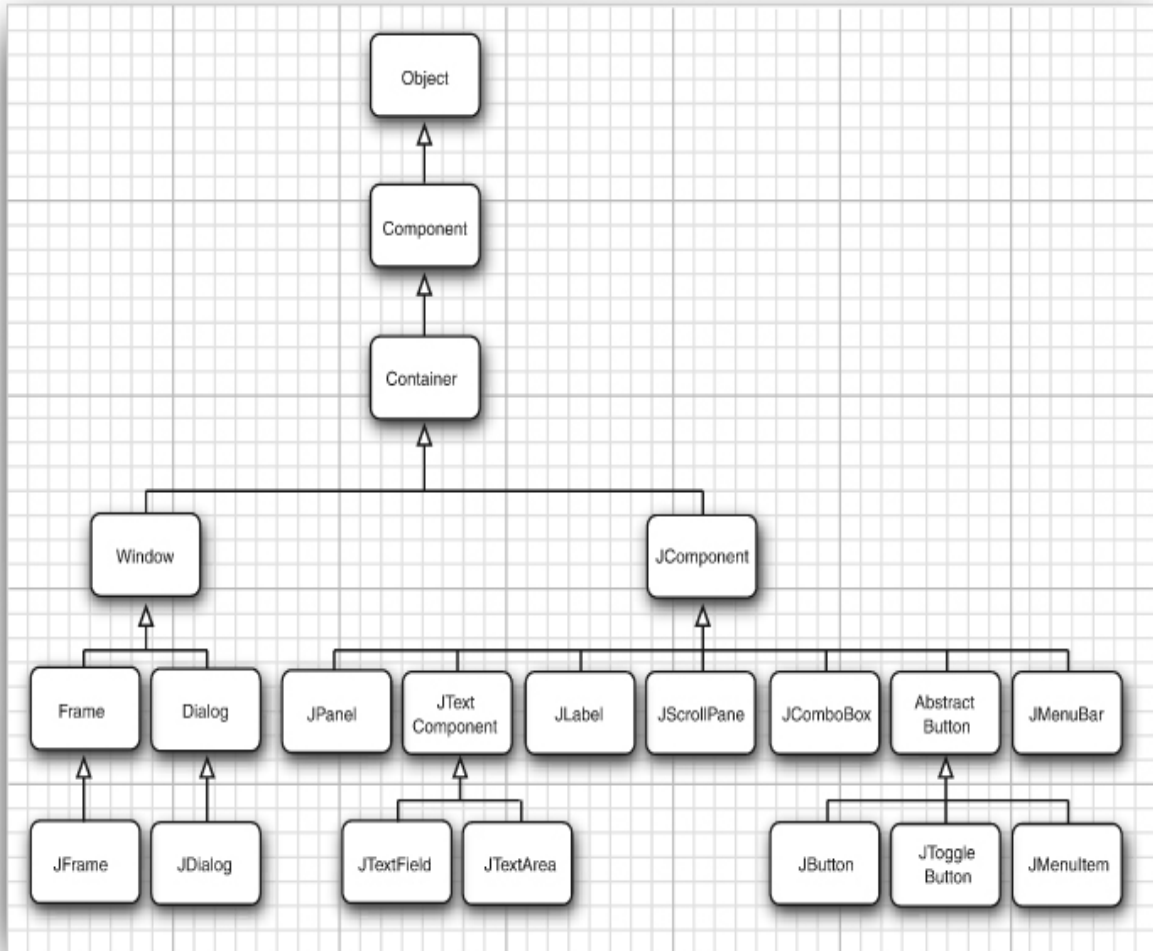 Object
Component
Container
Window
JComponent
Frame
Dialog
JPanel
JText
Component
JLabel
JScrollPane
JComboBox
Abstract
Button
JMenuBar
JFrame
JDialog
JTextField
JTextArea
JButton
JToggle
Button
JMenuItem